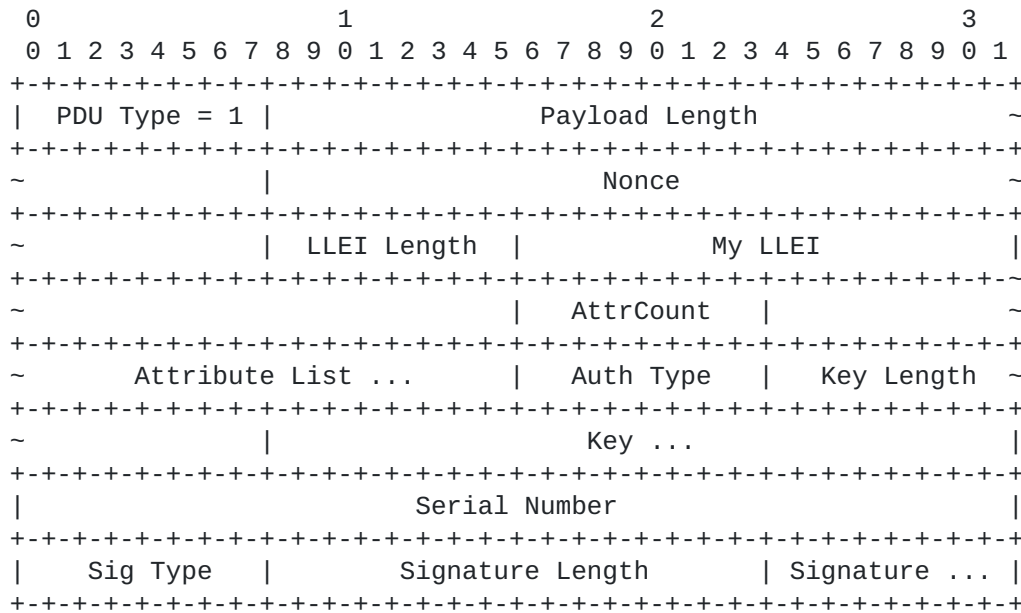 0                   1                   2                   3
 0 1 2 3 4 5 6 7 8 9 0 1 2 3 4 5 6 7 8 9 0 1 2 3 4 5 6 7 8 9 0 1
+-+-+-+-+-+-+-+-+-+-+-+-+-+-+-+-+-+-+-+-+-+-+-+-+-+-+-+-+-+-+-+-+
|  PDU Type = 1 |                 Payload Length                ~
+-+-+-+-+-+-+-+-+-+-+-+-+-+-+-+-+-+-+-+-+-+-+-+-+-+-+-+-+-+-+-+-+
~               |                     Nonce                     ~
+-+-+-+-+-+-+-+-+-+-+-+-+-+-+-+-+-+-+-+-+-+-+-+-+-+-+-+-+-+-+-+-+
~               |  LLEI Length  |            My LLEI            |
+-+-+-+-+-+-+-+-+-+-+-+-+-+-+-+-+-+-+-+-+-+-+-+-+-+-+-+-+-+-+-+-~
~                               |   AttrCount   |               ~
+-+-+-+-+-+-+-+-+-+-+-+-+-+-+-+-+-+-+-+-+-+-+-+-+-+-+-+-+-+-+-+-+
~       Attribute List ...      |   Auth Type   |   Key Length  ~
+-+-+-+-+-+-+-+-+-+-+-+-+-+-+-+-+-+-+-+-+-+-+-+-+-+-+-+-+-+-+-+-+
~               |                    Key ...                    |
+-+-+-+-+-+-+-+-+-+-+-+-+-+-+-+-+-+-+-+-+-+-+-+-+-+-+-+-+-+-+-+-+
|                         Serial Number                         |
+-+-+-+-+-+-+-+-+-+-+-+-+-+-+-+-+-+-+-+-+-+-+-+-+-+-+-+-+-+-+-+-+
|    Sig Type   |        Signature Length       | Signature ... |
+-+-+-+-+-+-+-+-+-+-+-+-+-+-+-+-+-+-+-+-+-+-+-+-+-+-+-+-+-+-+-+-+